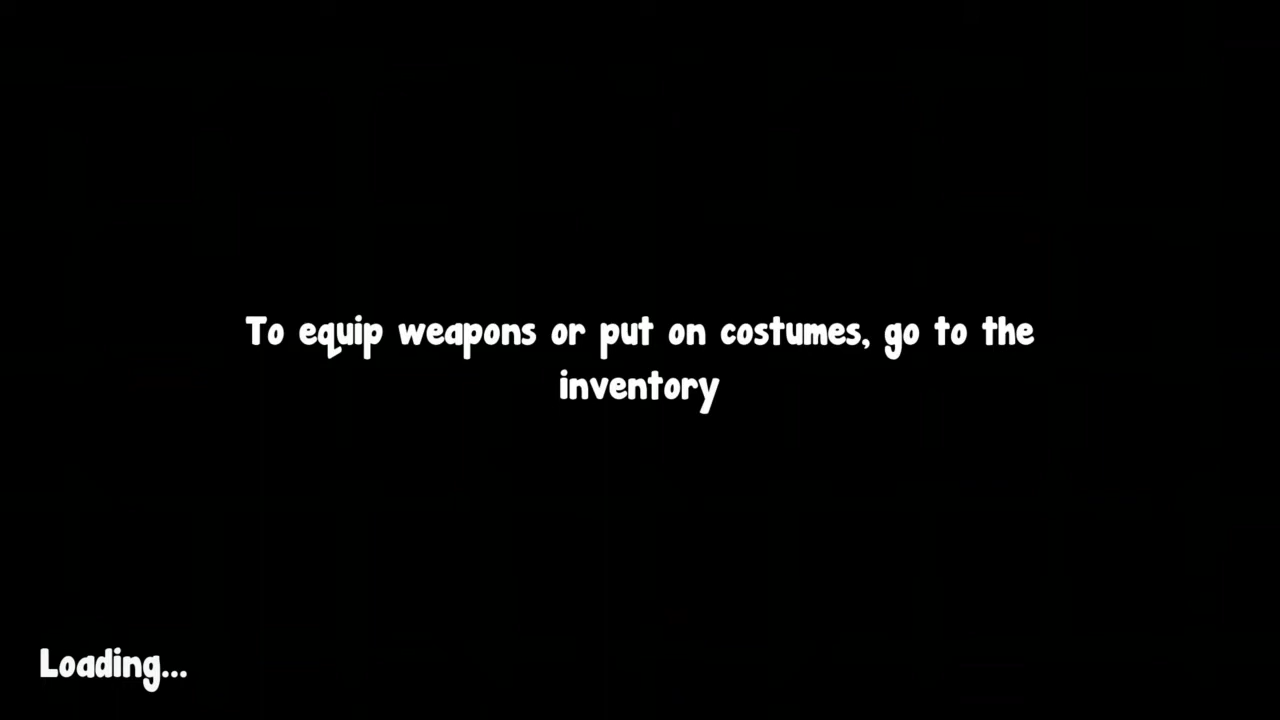 To equip weapons or put on costumes, go to the
inventory
Loading...